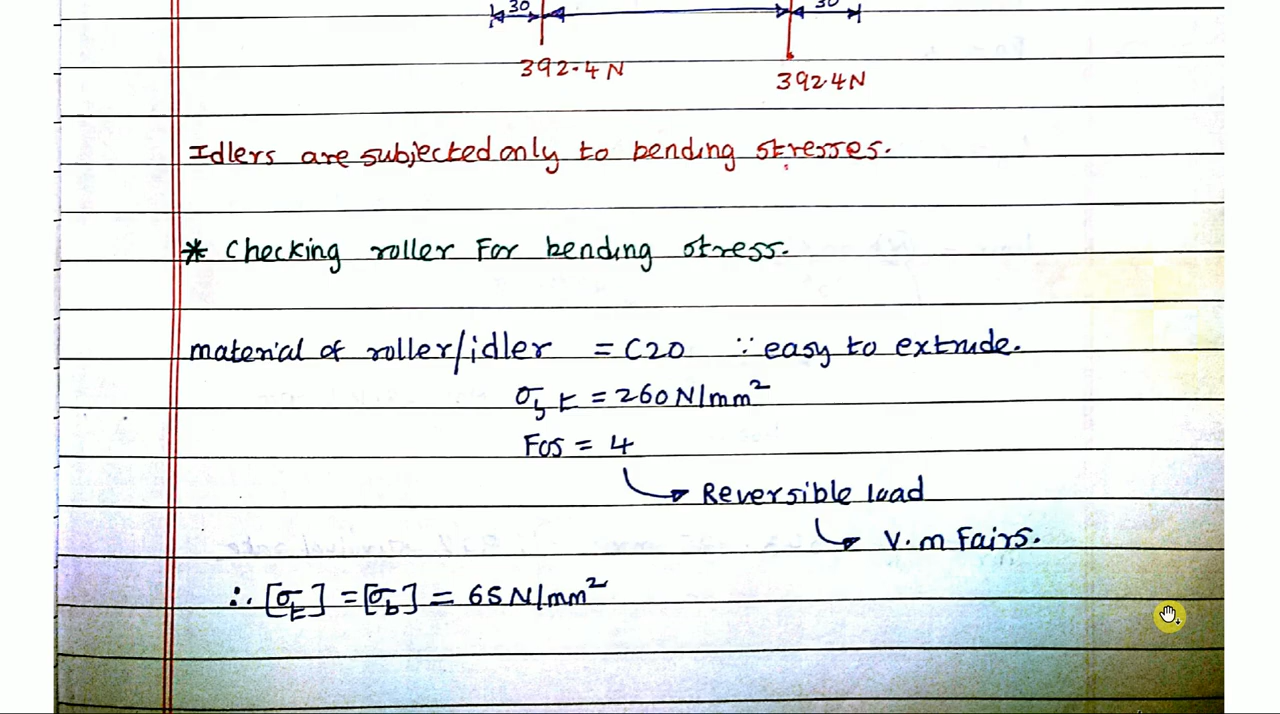 30 30
392.4N
3924N
Idlers are subjected only to bending stresses.
* Checking roller For bending stress.
material of roller/idler = C20 ∵ easy to extrude.
σyt = 260 N/mm²
FOS = 4
Reversible load
V.m Fairs.
∴ [σt] = [σb] = 65 N/mm²